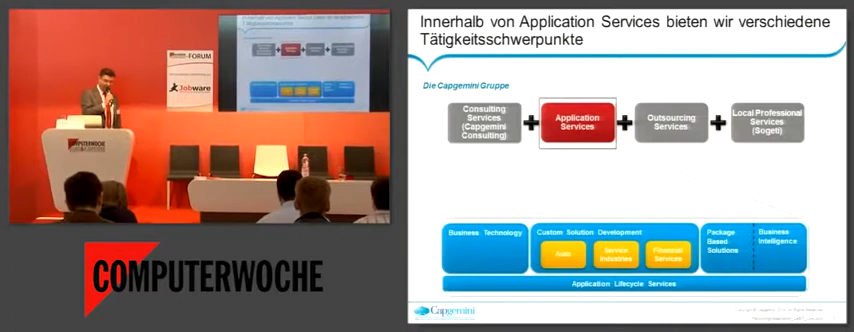 -FORUM
Jobware
COMPUTERWOCHE
COMPUTERWOCHE
Innerhalb von Application Services bieten wir verschiedene
Tätigkeitsschwerpunkte
Die Capgemini Gruppe
Consulting
Services
(Capgemini
Consulting)
Application
Services
Outsourcing
Services
Local Professional
Services
(Sogeti)
Business Technology
Custom Solution Development
Auto
Service
Industries
Financial
Services
Package
Based
Solutions
Business
Intelligence
Application Lifecycle Services
Capgemini